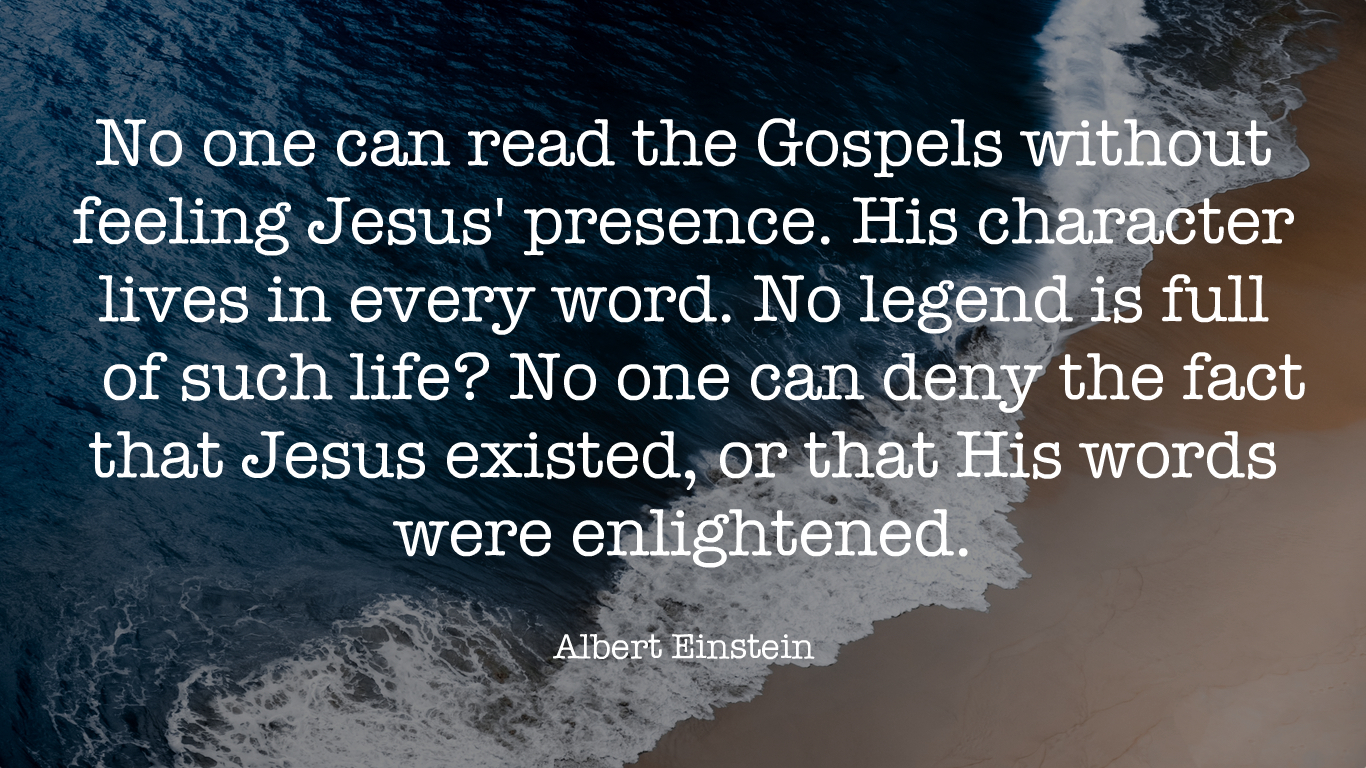 No one can read the Gospels without
feeling Jesus' presence. His character
lives in every word. No legend is full
of such life? No one can deny the fact
that Jesus existed, or that His words
were enlightened.
Albert Einstein